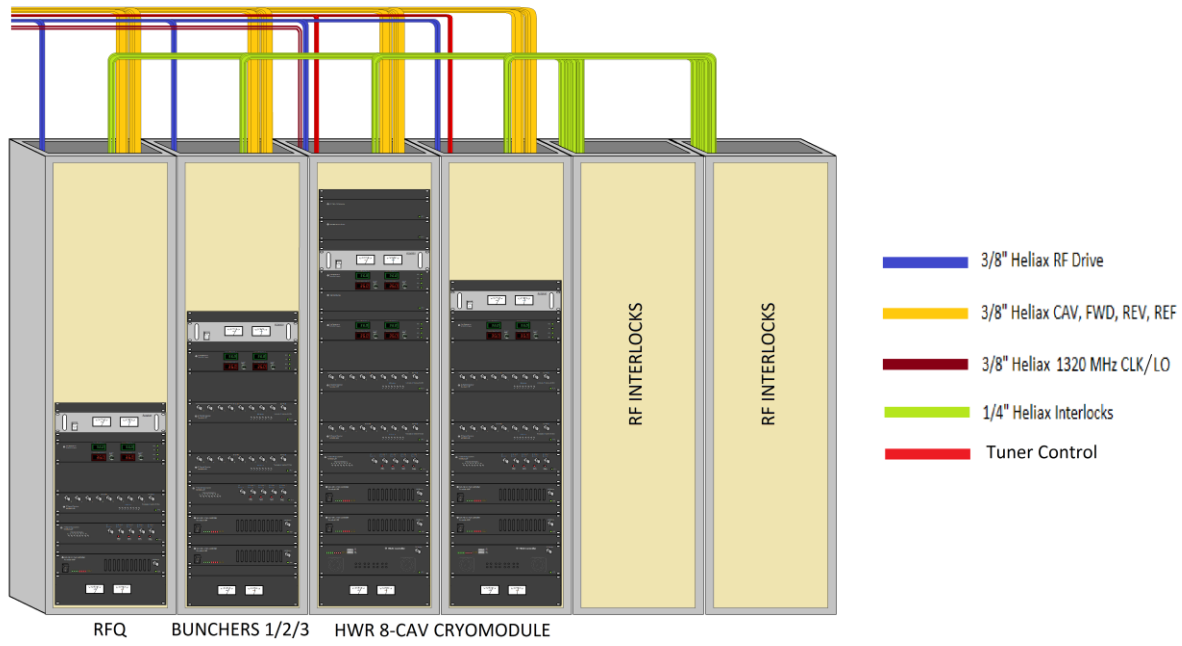 3/8" Heliax RF Drive
3/8" Heliax CAV, FWD, REV, REF
3/8" Heliax 1320 MHz CLK/LO
1/4" Heliax Interlocks
Tuner Control
RF INTERLOCKS
RF INTERLOCKS
RFQ
BUNCHERS 1/2/3
HWR 8-CAV CRYOMODULE